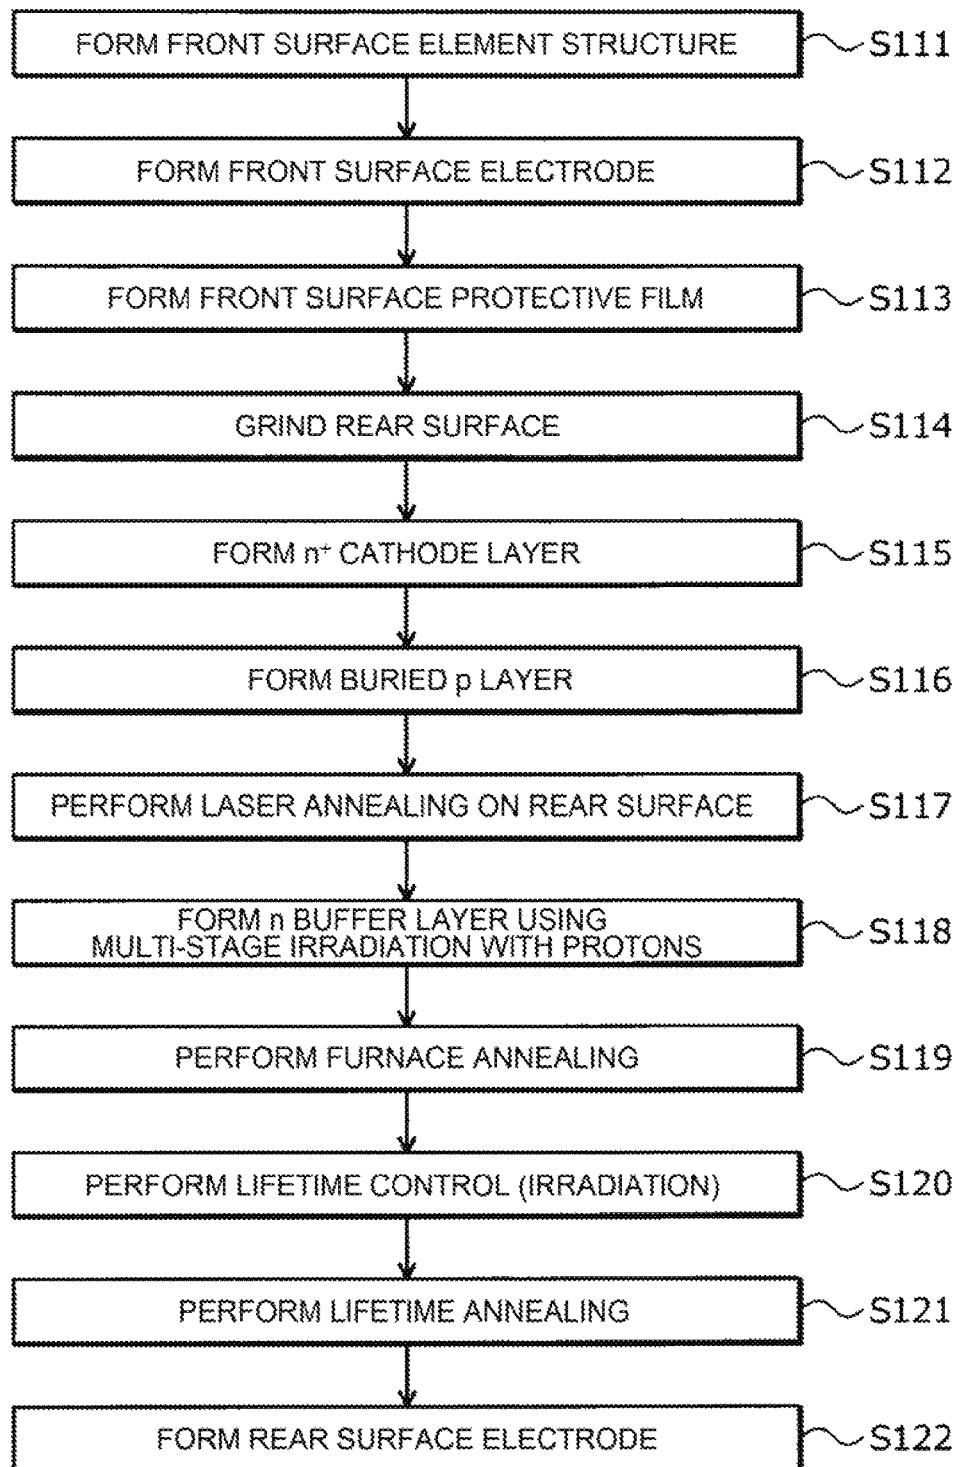 FORM FRONT SURFACE ELEMENT STRUCTURE S111
FORM FRONT SURFACE ELECTRODE S112
FORM FRONT SURFACE PROTECTIVE FILM S113
GRIND REAR SURFACE S114
FORM n⁺ CATHODE LAYER S115
FORM BURIED p LAYER S116
PERFORM LASER ANNEALING ON REAR SURFACE S117
FORM n BUFFER LAYER USING
MULTI-STAGE IRRADIATION WITH PROTONS S118
PERFORM FURNACE ANNEALING S119
PERFORM LIFETIME CONTROL (IRRADIATION) S120
PERFORM LIFETIME ANNEALING S121
FORM REAR SURFACE ELECTRODE S122